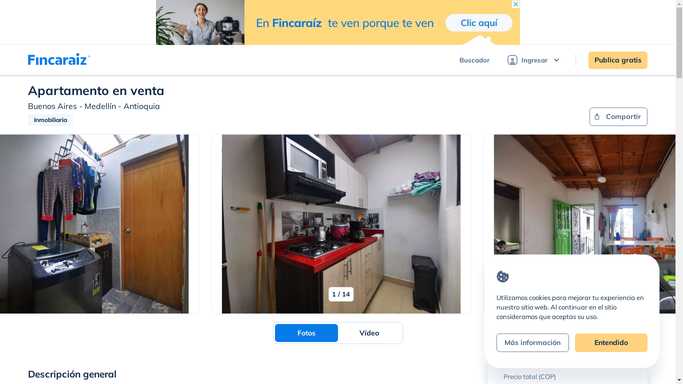 En Fincaraíz te ven porque te ven
Clic aquí
Fincaraíz
Buscador
Ingresar
Publica gratis
Apartamento en venta
Buenos Aires - Medellín - Antioquia
Inmobiliaria
Compartir
1 / 14
Fotos
Vídeo
Utilizamos cookies para mejorar tu experiencia en
nuestro sitio web. Al continuar en el sitio
consideramos que aceptas su uso.
Más información
Entendido
Descripción general
Precio total (COP)